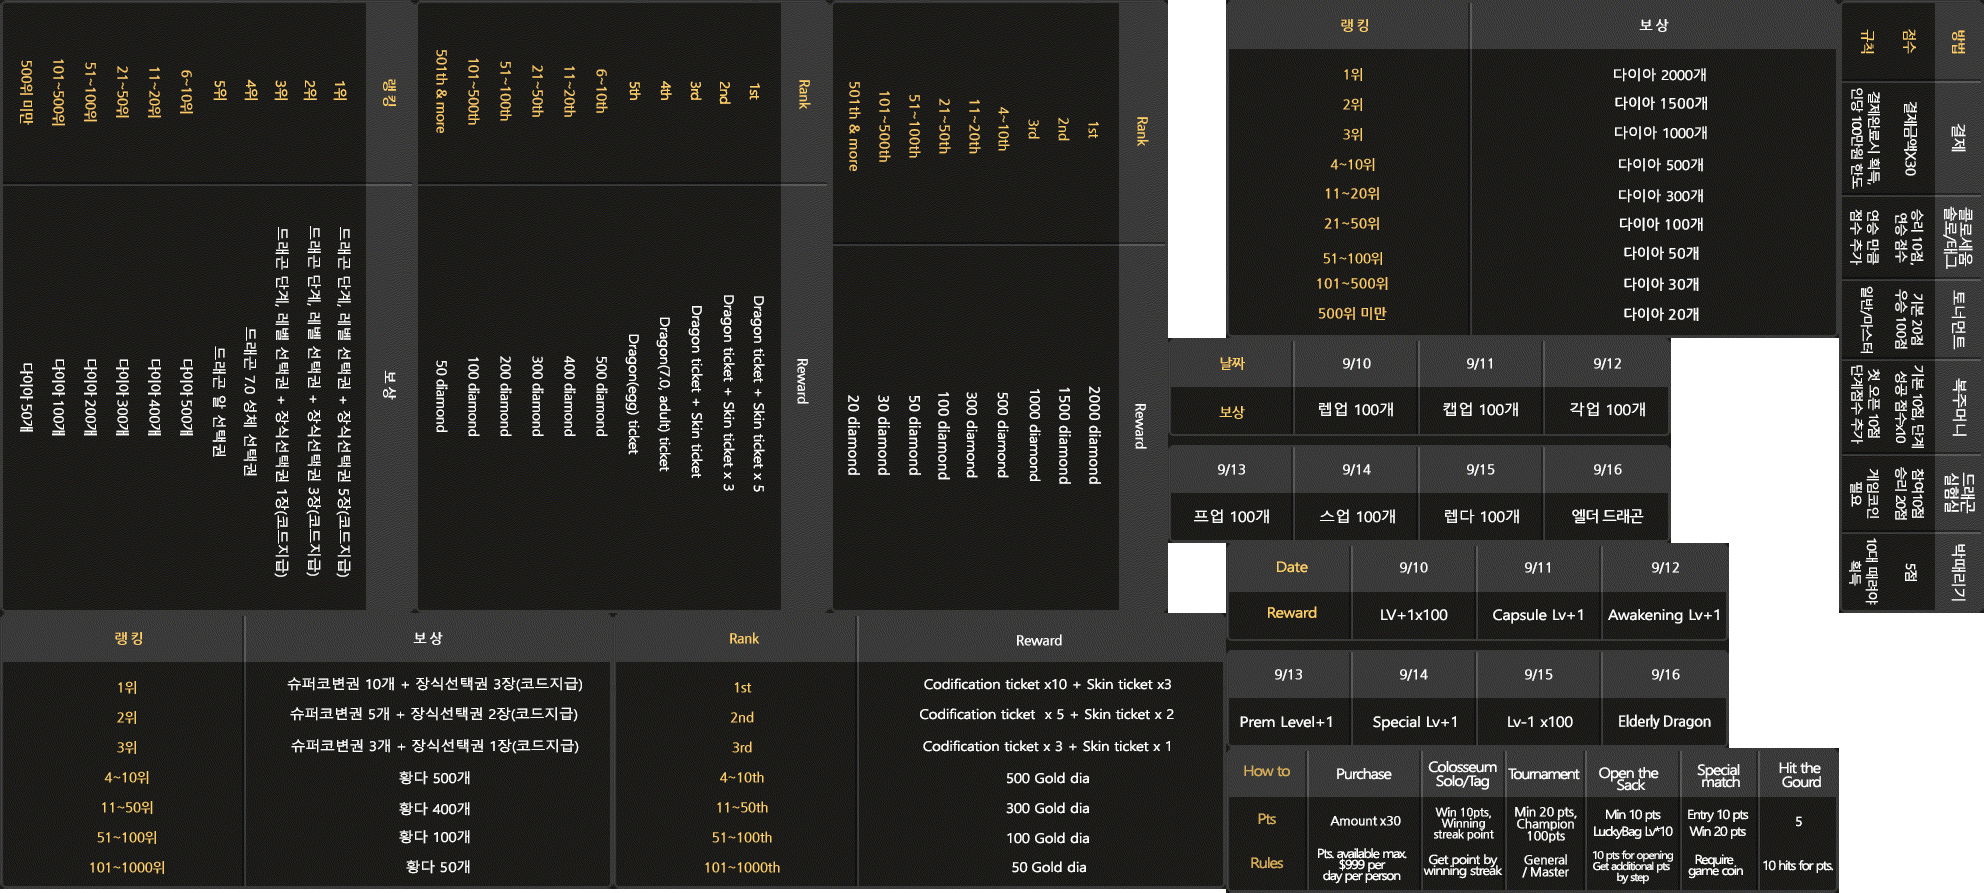 랭킹 보상
1위 드래곤 단계, 레벨 선택권 + 장식선택권 5장(코드지급)
2위 드래곤 단계, 레벨 선택권 + 장식선택권 3장(코드지급)
3위 드래곤 단계, 레벨 선택권 + 장식선택권 1장(코드지급)
4위 드래곤 7.0 성체 선택권
5위 드래곤 알 선택권
6~10위 다이아 500개
11~20위 다이아 400개
21~50위 다이아 300개
51~100위 다이아 200개
101~500위 다이아 100개
500위 미만 다이아 50개
Rank Reward
1st Dragon ticket + Skin ticket x 5
2nd Dragon ticket + Skin ticket x 3
3rd Dragon ticket + Skin ticket
4th Dragon(7.0, adult) ticket
5th Dragon(egg) ticket
6~10th 500 diamond
11~20th 400 diamond
21~50th 300 diamond
51~100th 200 diamond
101~500th 100 diamond
501th & more 50 diamond
Rank Reward
1st 2000 diamond
2nd 1500 diamond
3rd 1000 diamond
4~10th 500 diamond
11~20th 300 diamond
21~50th 100 diamond
51~100th 50 diamond
101~500th 30 diamond
501th & more 20 diamond
랭킹 보상
1위 다이아 2000개
2위 다이아 1500개
3위 다이아 1000개
4~10위 다이아 500개
11~20위 다이아 300개
21~50위 다이아 100개
51~100위 다이아 50개
101~500위 다이아 30개
500위 미만 다이아 20개
방법 결제 콜로세움 솔로/태그 토너먼트 복주머니 드래곤 실험실 박때리기
점수 결제금액X30 승리 10점, 연승 점수 기본 20점 우승 100점 기본 10점 단계 성공 점수x10 참여10점 승리 20점 5점
규칙 결제완료시 획득, 인당 100만원 한도 연승 만큼 점수 추가 일반/마스터 첫 오픈 10점 단계점수 추가 게임코인 필요 10대 때려야 획득
날짜 9/10 9/11 9/12
보상 렙업 100개 캡업 100개 각업 100개
9/13 9/14 9/15 9/16
프업 100개 스업 100개 렙다 100개 엘더 드래곤
Date 9/10 9/11 9/12
Reward LV+1x100 Capsule Lv+1 Awakening Lv+1
9/13 9/14 9/15 9/16
Prem Level+1 Special Lv+1 Lv-1 x100 Elderly Dragon
랭킹 보상
1위 슈퍼코변권 10개 + 장식선택권 3장(코드지급)
2위 슈퍼코변권 5개 + 장식선택권 2장(코드지급)
3위 슈퍼코변권 3개 + 장식선택권 1장(코드지급)
4~10위 황다 500개
11~50위 황다 400개
51~100위 황다 100개
101~1000위 황다 50개
Rank Reward
1st Codification ticket x10 + Skin ticket x3
2nd Codification ticket x 5 + Skin ticket x 2
3rd Codification ticket x 3 + Skin ticket x 1
4~10th 500 Gold dia
11~50th 300 Gold dia
51~100th 100 Gold dia
101~1000th 50 Gold dia
How to Purchase Colosseum Solo/Tag Tournament Open the Sack Special match Hit the Gourd
Pts Amount x30 Win 10pts, Winning streak point Min 20 pts, Champion 100pts Min 10 pts LuckyBag Lv*10 Entry 10 pts Win 20 pts 5
Rules Pts. available max. $999 per day per person Get point by winning streak General / Master 10 pts for opening Get additional pts by step Require game coin 10 hits for pts.